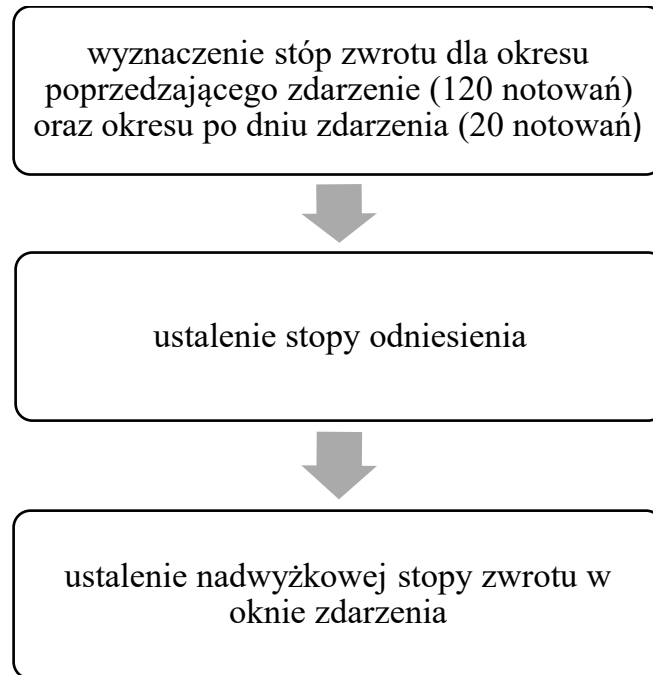 wyznaczenie stóp zwrotu dla okresu
poprzedzającego zdarzenie (120 notowań)
oraz okresu po dniu zdarzenia (20 notowań)
ustalenie stopy odniesienia
ustalenie nadwyżkowej stopy zwrotu w
oknie zdarzenia